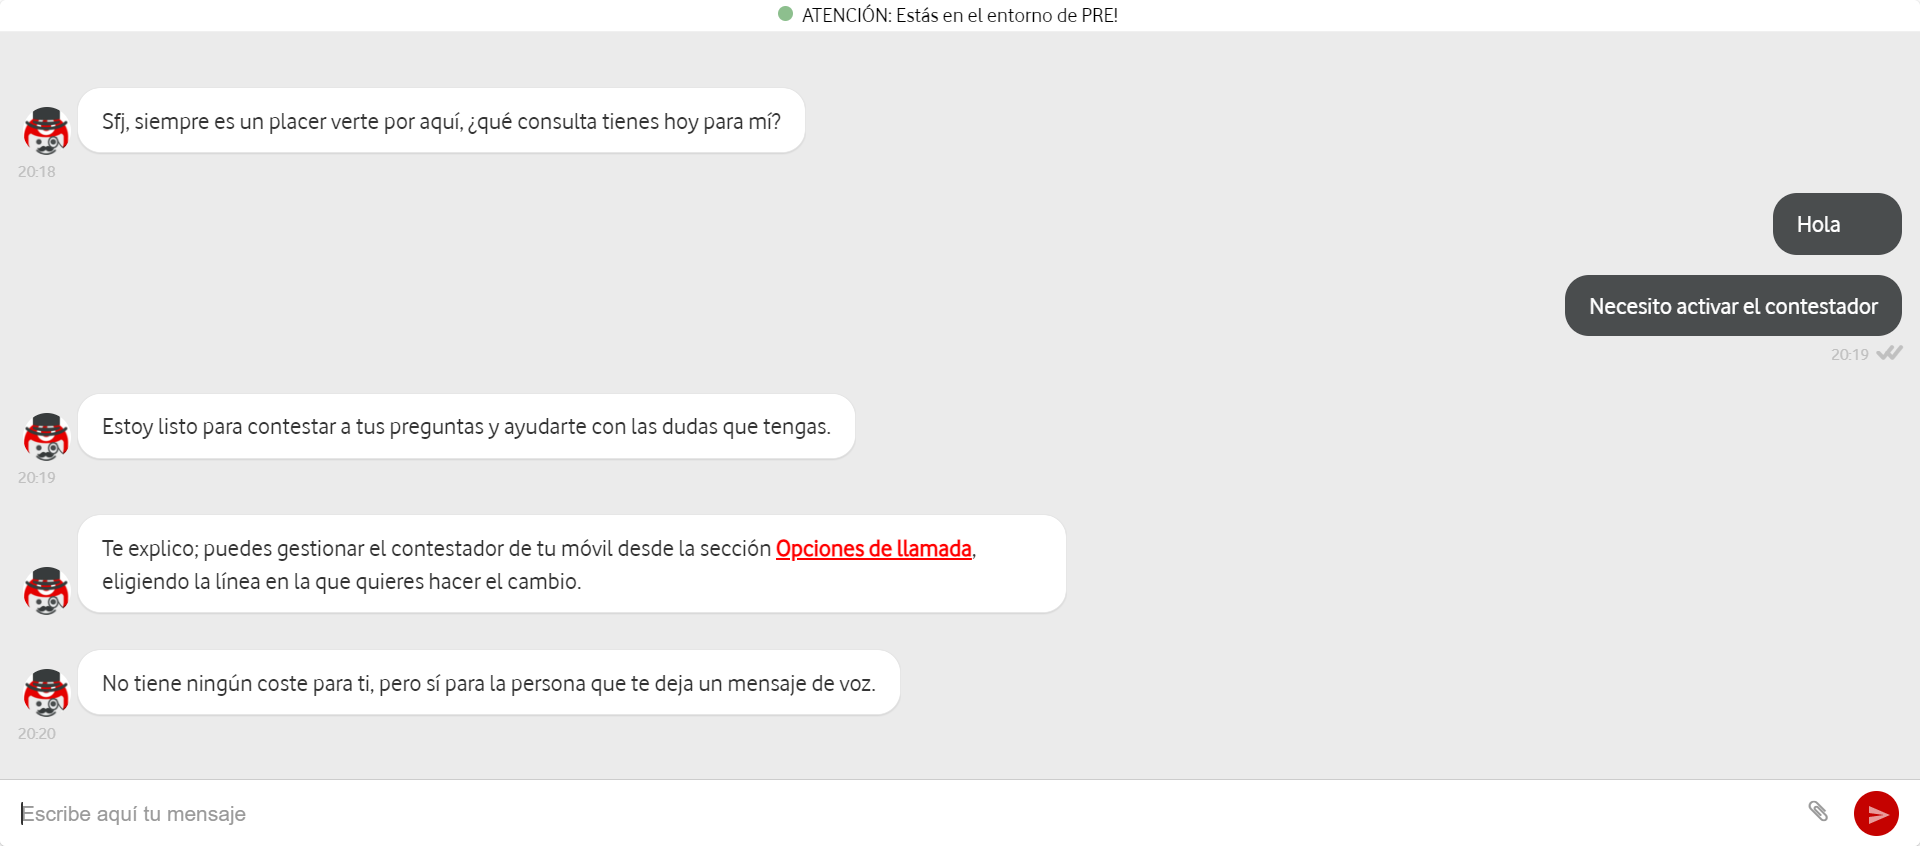 ATENCIÓN: Estás en el entorno de PRE!
Sfj, siempre es un placer verte por aquí, ¿qué consulta tienes hoy para mí?
20:18
Hola
Necesito activar el contestador
20:19
Estoy listo para contestar a tus preguntas y ayudarte con las dudas que tengas.
20:19
Te explico; puedes gestionar el contestador de tu móvil desde la sección Opciones de llamada,
eligiendo la línea en la que quieres hacer el cambio.
No tiene ningún coste para ti, pero sí para la persona que te deja un mensaje de voz.
20:20
Escribe aquí tu mensaje